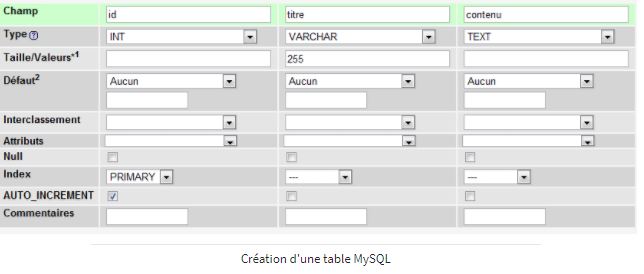 Champ id titre contenu
Type INT VARCHAR TEXT
Taille/Valeurs*1 255
Défaut2 Aucun Aucun Aucun
Interclassement
Attributs
Null
Index PRIMARY --- ---
AUTO_INCREMENT
Commentaires
Création d'une table MySQL